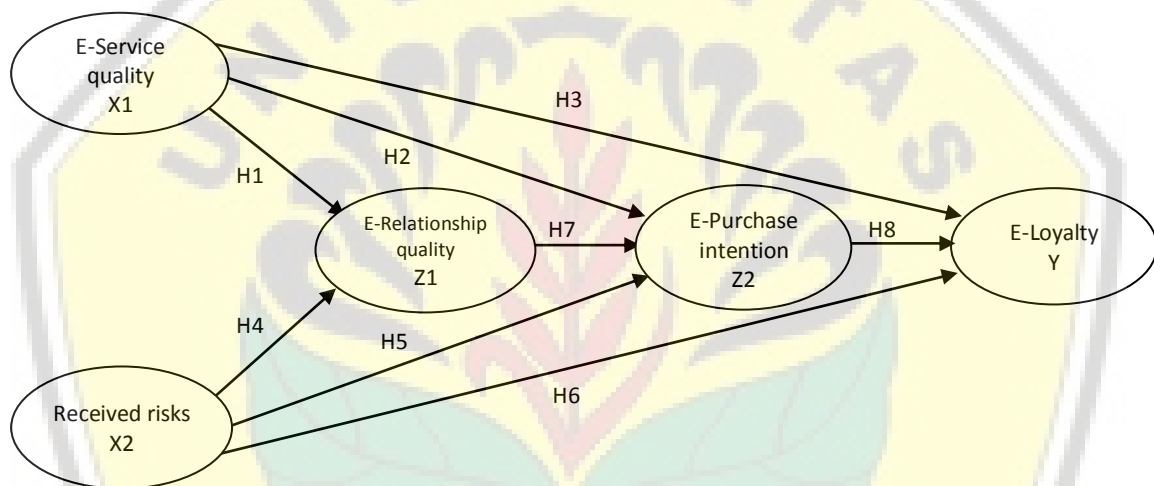 E-Service
quality
X1
H3
H2
H1
E-Relationship
quality
Z1
H7
E-Purchase
intention
Z2
H8
E-Loyalty
Y
H4
H5
H6
Received risks
X2